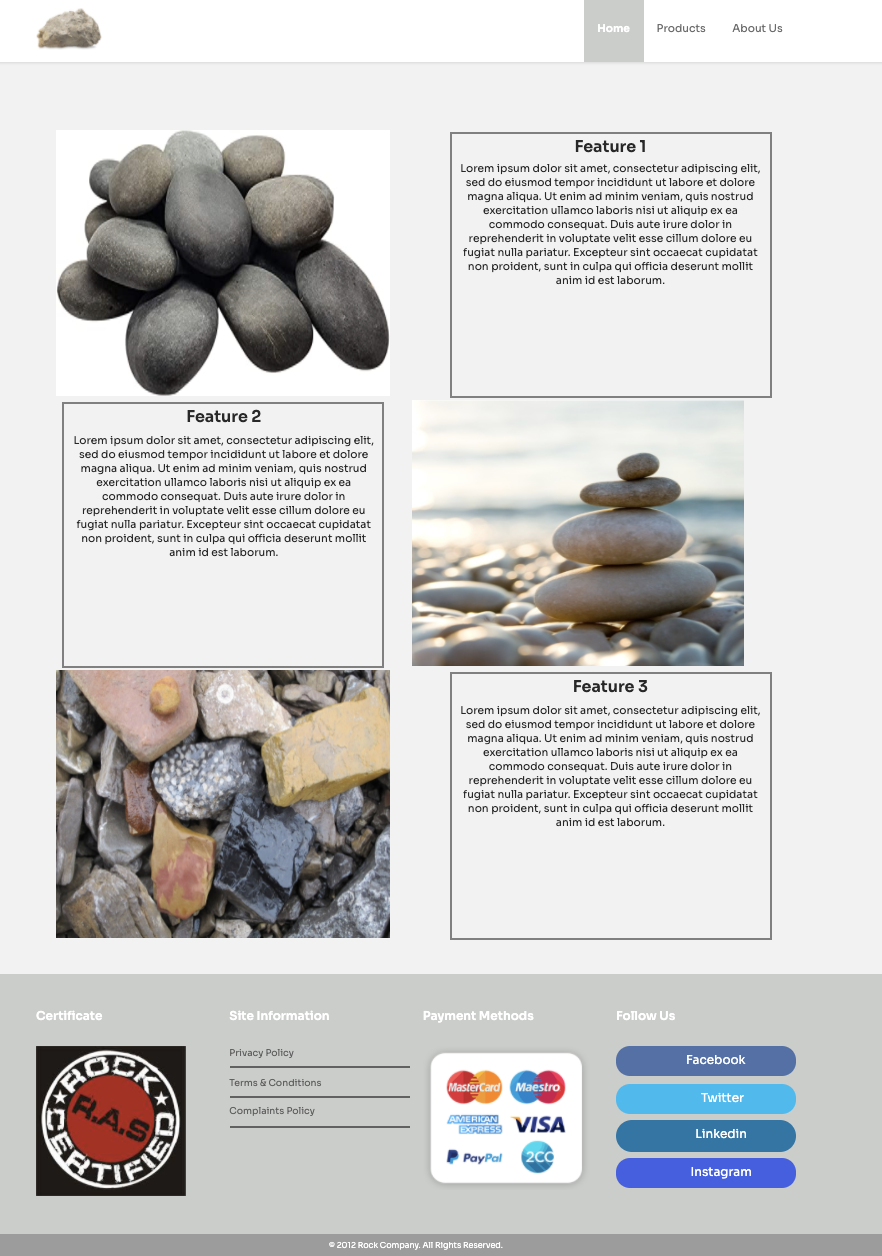 Home Products About Us
Feature 1
Lorem ipsum dolor sit amet, consectetur adipiscing elit,
sed do eiusmod tempor incididunt ut labore et dolore
magna aliqua. Ut enim ad minim veniam, quis nostrud
exercitation ullamco laboris nisi ut aliquip ex ea
commodo consequat. Duis aute irure dolor in
reprehenderit in voluptate velit esse cillum dolore eu
fugiat nulla pariatur. Excepteur sint occaecat cupidatat
non proident, sunt in culpa qui officia deserunt mollit
anim id est laborum.
Feature 2
Lorem ipsum dolor sit amet, consectetur adipiscing elit,
sed do eiusmod tempor incididunt ut labore et dolore
magna aliqua. Ut enim ad minim veniam, quis nostrud
exercitation ullamco laboris nisi ut aliquip ex ea
commodo consequat. Duis aute irure dolor in
reprehenderit in voluptate velit esse cillum dolore eu
fugiat nulla pariatur. Excepteur sint occaecat cupidatat
non proident, sunt in culpa qui officia deserunt mollit
anim id est laborum.
Feature 3
Lorem ipsum dolor sit amet, consectetur adipiscing elit,
sed do eiusmod tempor incididunt ut labore et dolore
magna aliqua. Ut enim ad minim veniam, quis nostrud
exercitation ullamco laboris nisi ut aliquip ex ea
commodo consequat. Duis aute irure dolor in
reprehenderit in voluptate velit esse cillum dolore eu
fugiat nulla pariatur. Excepteur sint occaecat cupidatat
non proident, sunt in culpa qui officia deserunt mollit
anim id est laborum.
Certificate
ROCK
R.A.S
CERTIFIED
Site Information
Privacy Policy
Terms & Conditions
Complaints Policy
Payment Methods
MasterCard Maestro
AMERICAN EXPRESS VISA
PayPal 2CO
Follow Us
Facebook
Twitter
Linkedin
Instagram
© 2012 Rock Company. All Rights Reserved.